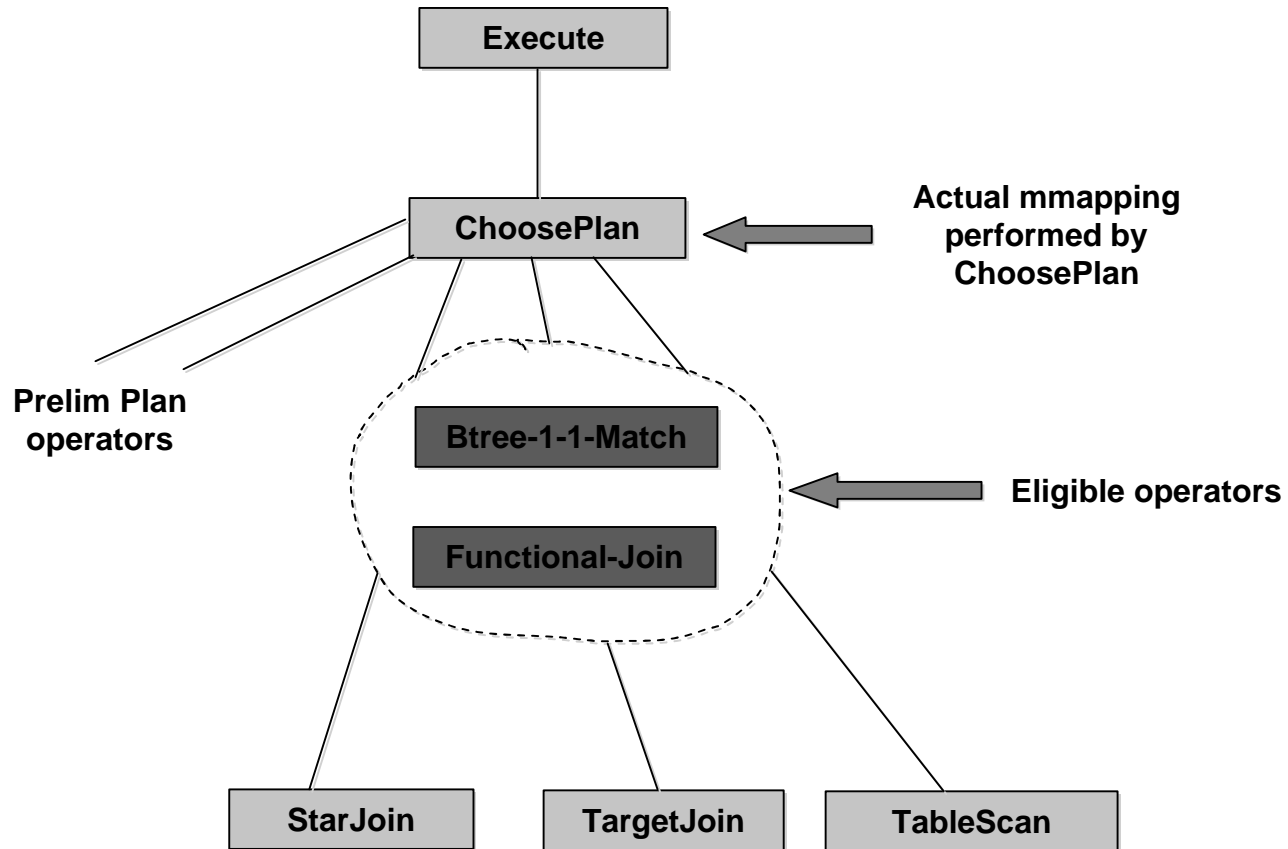 Execute
ChoosePlan
Actual mmapping
performed by
ChoosePlan
Prelim Plan
operators
Btree-1-1-Match
Eligible operators
Functional-Join
StarJoin
TargetJoin
TableScan